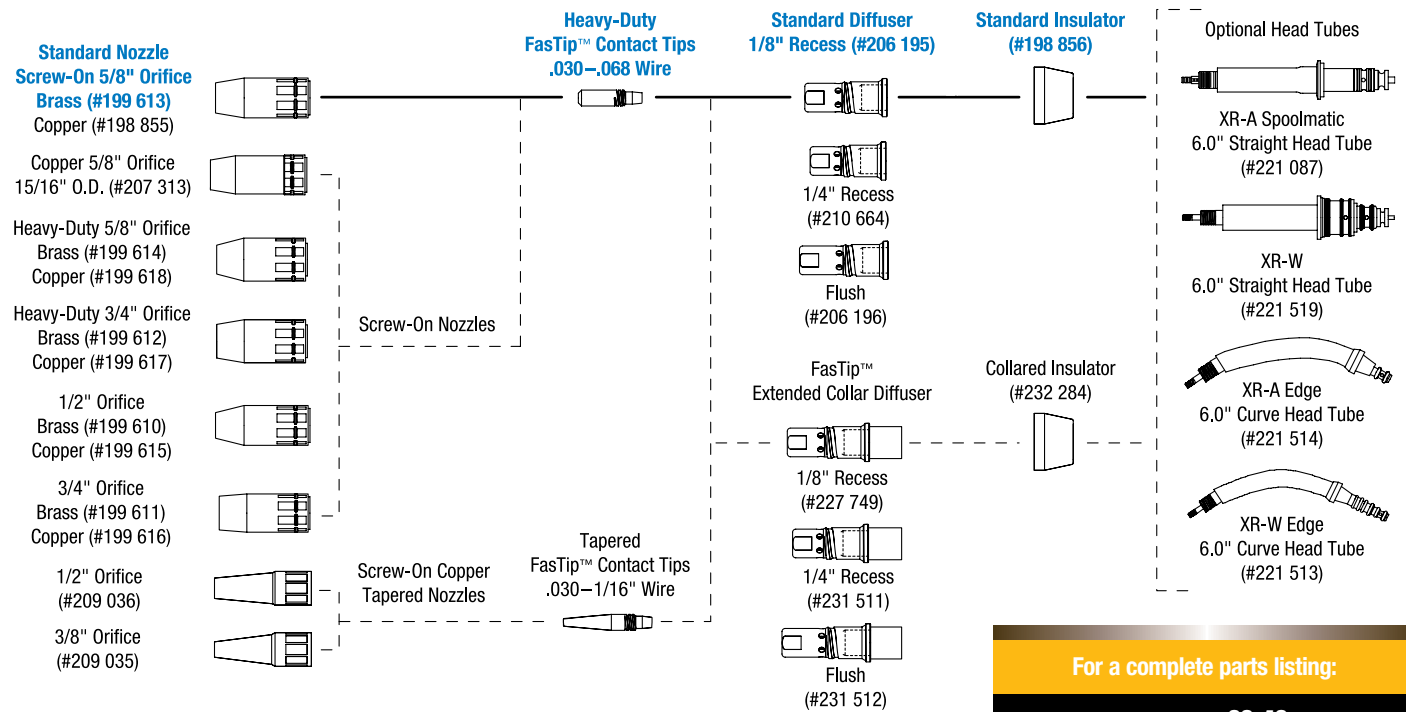 Standard Nozzle
Screw-On 5/8" Orifice
Brass (#199 613)
Copper (#198 855)
Copper 5/8" Orifice
15/16" O.D. (#207 313)
Heavy-Duty 5/8" Orifice
Brass (#199 614)
Copper (#199 618)
Heavy-Duty 3/4" Orifice
Brass (#199 612)
Copper (#199 617)
1/2" Orifice
Brass (#199 610)
Copper (#199 615)
3/4" Orifice
Brass (#199 611)
Copper (#199 616)
1/2" Orifice
(#209 036)
3/8" Orifice
(#209 035)
Screw-On Nozzles
Screw-On Copper
Tapered Nozzles
Heavy-Duty
FasTip™ Contact Tips
.030–.068 Wire
Tapered
FasTip™ Contact Tips
.030–1/16" Wire
Standard Diffuser
1/8" Recess (#206 195)
1/4" Recess
(#210 664)
Flush
(#206 196)
FasTip™
Extended Collar Diffuser
1/8" Recess
(#227 749)
1/4" Recess
(#231 511)
Flush
(#231 512)
Standard Insulator
(#198 856)
Collared Insulator
(#232 284)
Optional Head Tubes
XR-A Spoolmatic
6.0" Straight Head Tube
(#221 087)
XR-W
6.0" Straight Head Tube
(#221 519)
XR-A Edge
6.0" Curve Head Tube
(#221 514)
XR-W Edge
6.0" Curve Head Tube
(#221 513)
For a complete parts listing: